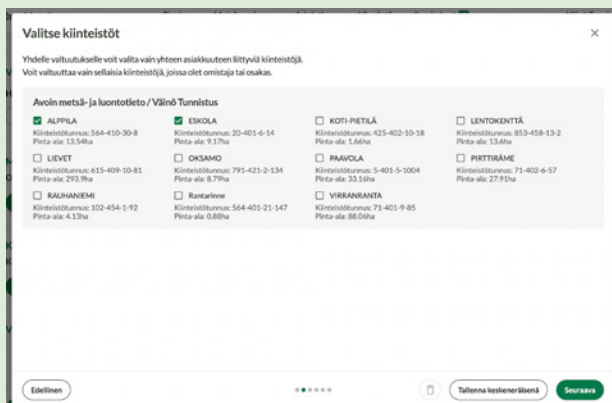 Valitse kiinteistöt
Yhdelle valtuutukselle voit valita vain yhteen asiakkuuteen liittyviä kiinteistöjä.
Voit valtuuttaa vain sellaisia kiinteistöjä, joissa olet omistaja tai osakas.
Avoin metsä- ja luontotieto / Väinö Tunnistus
ALPPILA
Kiinteistötunnus: 564-410-30-8
Pinta-ala: 13.54ha
ESKOLA
Kiinteistötunnus: 20-401-6-14
Pinta-ala: 9.17ha
KOTI-PIETILÄ
Kiinteistötunnus: 425-402-10-18
Pinta-ala: 1.66ha
LENTOKENTTÄ
Kiinteistötunnus: 853-458-13-2
Pinta-ala: 13.6ha
LIEVET
Kiinteistötunnus: 615-409-10-81
Pinta-ala: 293.9ha
OKSAMO
Kiinteistötunnus: 791-421-2-134
Pinta-ala: 8.79ha
PAAVOLA
Kiinteistötunnus: 5-401-5-1004
Pinta-ala: 33.16ha
PIRTTIRÄME
Kiinteistötunnus: 71-402-6-57
Pinta-ala: 27.91ha
RAUHANIEMI
Kiinteistötunnus: 102-454-1-92
Pinta-ala: 4.13ha
Rantarinne
Kiinteistötunnus: 564-401-21-147
Pinta-ala: 0.88ha
VIRRANRANTA
Kiinteistötunnus: 71-401-9-85
Pinta-ala: 88.06ha
Edellinen
Tallenna keskeneräisenä
Seuraava